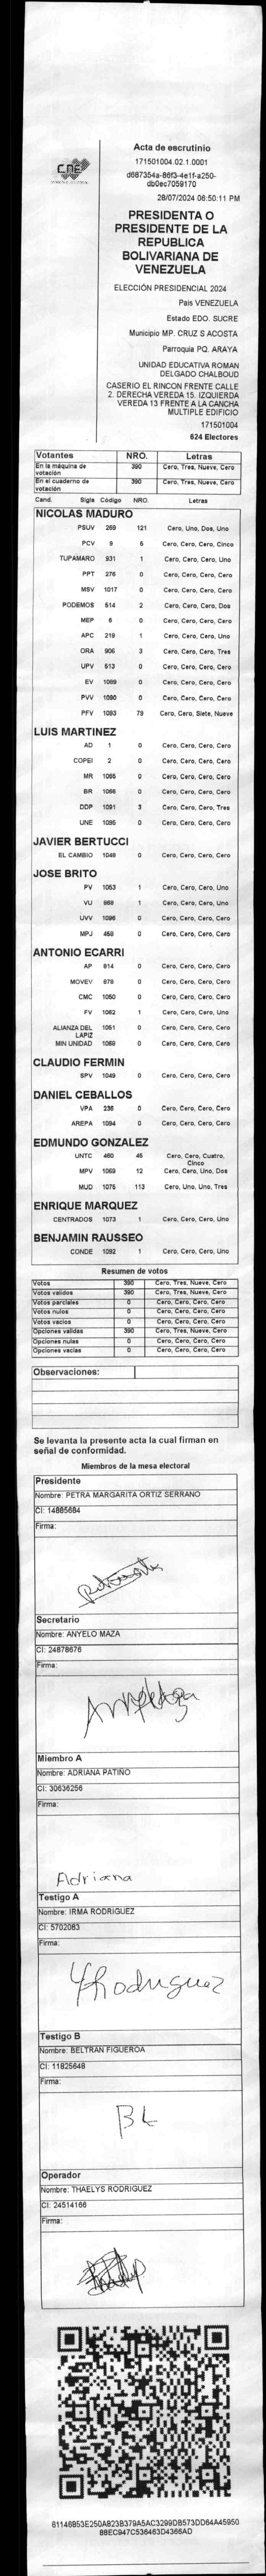 CNE
Acta de escrutinio
171501004.02.1.0001
d687354a-86f3-4e1f-a250-
db0ec7059170
28/07/2024 06:50:11 PM
PRESIDENTA O
PRESIDENTE DE LA
REPUBLICA
BOLIVARIANA DE
VENEZUELA
ELECCIÓN PRESIDENCIAL 2024
Pais VENEZUELA
Estado EDO. SUCRE
Municipio MP. CRUZ S ACOSTA
Parroquia PQ. ARAYA
UNIDAD EDUCATIVA ROMAN
DELGADO CHALBOUD
CASERIO EL RINCON FRENTE CALLE
2. DERECHA VEREDA 15. IZQUIERDA
VEREDA 13 FRENTE A LA CANCHA
MULTIPLE EDIFICIO
171501004
624 Electores
Votantes NRO. Letras
En la máquina de votación 390 Cero, Tres, Nueve, Cero
En el cuaderno de votación 390 Cero, Tres, Nueve, Cero
Cand. Sigla Código NRO. Letras
NICOLAS MADURO
PSUV 269 121 Cero, Uno, Dos, Uno
PCV 9 5 Cero, Cero, Cero, Cinco
TUPAMARO 931 1 Cero, Cero, Cero, Uno
PPT 276 0 Cero, Cero, Cero, Cero
MSV 1017 0 Cero, Cero, Cero, Cero
PODEMOS 514 2 Cero, Cero, Cero, Dos
MEP 6 0 Cero, Cero, Cero, Cero
APC 219 1 Cero, Cero, Cero, Uno
ORA 906 3 Cero, Cero, Cero, Tres
UPV 513 0 Cero, Cero, Cero, Cero
EV 1089 0 Cero, Cero, Cero, Cero
PVV 1090 0 Cero, Cero, Cero, Cero
PFV 1093 79 Cero, Cero, Siete, Nueve
LUIS MARTINEZ
AD 1 0 Cero, Cero, Cero, Cero
COPEI 2 0 Cero, Cero, Cero, Cero
MR 1065 0 Cero, Cero, Cero, Cero
BR 1066 0 Cero, Cero, Cero, Cero
DDP 1091 3 Cero, Cero, Cero, Tres
UNE 1095 0 Cero, Cero, Cero, Cero
JAVIER BERTUCCI
EL CAMBIO 1048 0 Cero, Cero, Cero, Cero
JOSE BRITO
PV 1053 1 Cero, Cero, Cero, Uno
VU 868 1 Cero, Cero, Cero, Uno
UVV 1096 0 Cero, Cero, Cero, Cero
MPJ 458 0 Cero, Cero, Cero, Cero
ANTONIO ECARRI
AP 814 0 Cero, Cero, Cero, Cero
MOVEV 878 0 Cero, Cero, Cero, Cero
CMC 1050 0 Cero, Cero, Cero, Cero
FV 1062 1 Cero, Cero, Cero, Uno
ALIANZA DEL LAPIZ 1051 0 Cero, Cero, Cero, Cero
MIN UNIDAD 1068 0 Cero, Cero, Cero, Cero
CLAUDIO FERMIN
SPV 1049 0 Cero, Cero, Cero, Cero
DANIEL CEBALLOS
VPA 236 0 Cero, Cero, Cero, Cero
AREPA 1094 0 Cero, Cero, Cero, Cero
EDMUNDO GONZALEZ
UNTC 460 45 Cero, Cero, Cuatro, Cinco
MPV 1069 12 Cero, Cero, Uno, Dos
MUD 1075 113 Cero, Uno, Uno, Tres
ENRIQUE MARQUEZ
CENTRADOS 1073 1 Cero, Cero, Cero, Uno
BENJAMIN RAUSSEO
CONDE 1092 1 Cero, Cero, Cero, Uno
Resumen de votos
Votos 390 Cero, Tres, Nueve, Cero
Votos validos 390 Cero, Tres, Nueve, Cero
Votos parciales 0 Cero, Cero, Cero, Cero
Votos nulos 0 Cero, Cero, Cero, Cero
Votos vacios 0 Cero, Cero, Cero, Cero
Opciones validas 390 Cero, Tres, Nueve, Cero
Opciones nulas 0 Cero, Cero, Cero, Cero
Opciones vacias 0 Cero, Cero, Cero, Cero
Observaciones:
Se levanta la presente acta la cual firman en
señal de conformidad.
Miembros de la mesa electoral
Presidente
Nombre: PETRA MARGARITA ORTIZ SERRANO
CI: 14885684
Firma:
Secretario
Nombre: ANYELO MAZA
CI: 24878676
Firma:
Miembro A
Nombre: ADRIANA PATIÑO
CI: 30636256
Firma:
Adriana
Testigo A
Nombre: IRMA RODRIGUEZ
CI: 5702083
Firma:
YRodriguez
Testigo B
Nombre: BELTRAN FIGUEROA
CI: 11825648
Firma:
BL
Operador
Nombre: THAELYS RODRIGUEZ
CI: 24514166
Firma:
61146853E250A823B379A5AC3299DB573DD64A45950
88EC947C536463D4366AD